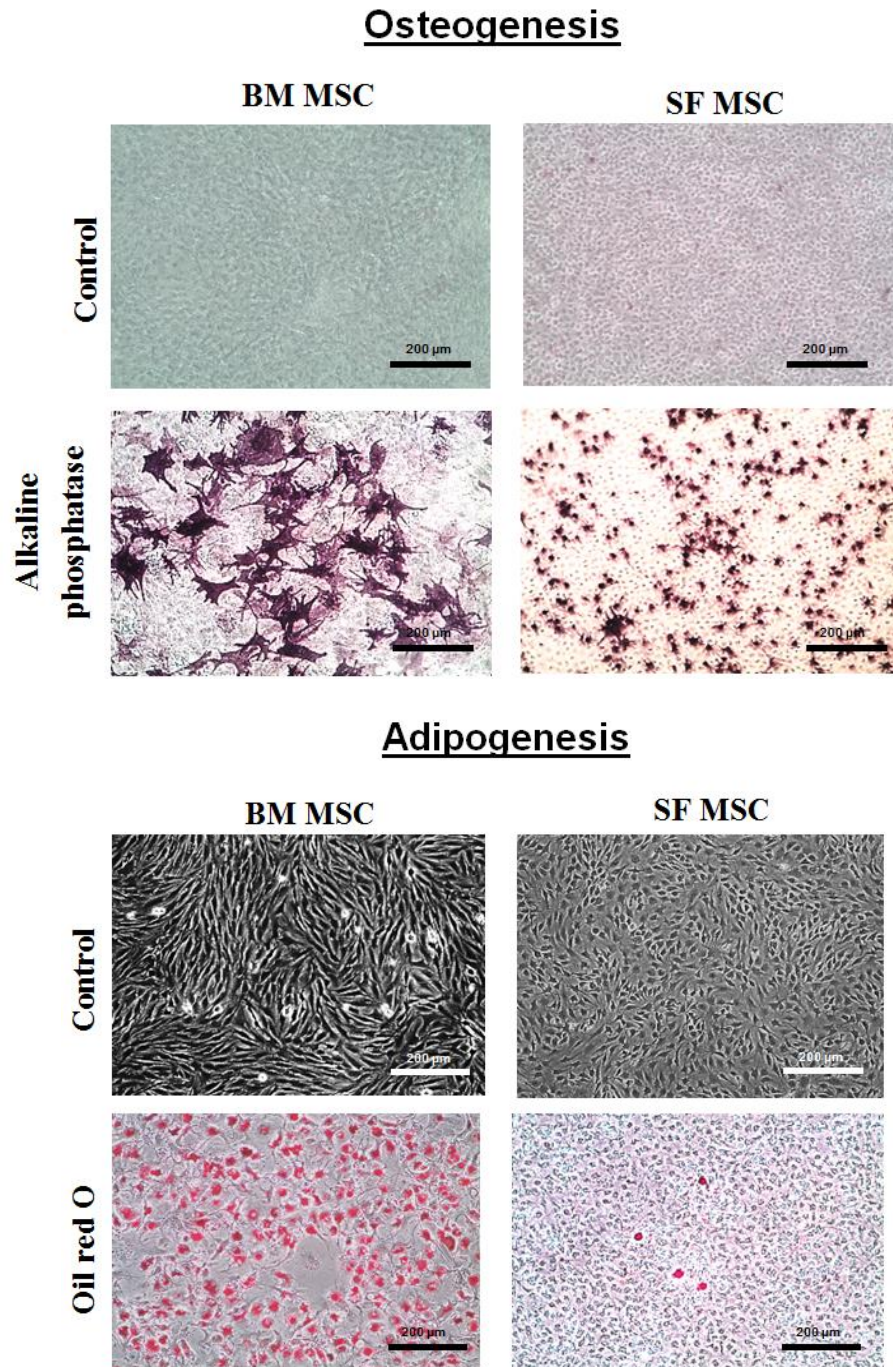 Osteogenesis
BM MSC
SF MSC
Control
200 µm
200 µm
Alkaline
phosphatase
200 µm
200 µm
Adipogenesis
BM MSC
SF MSC
Control
200 µm
200 µm
Oil red O
200 µm
200 µm